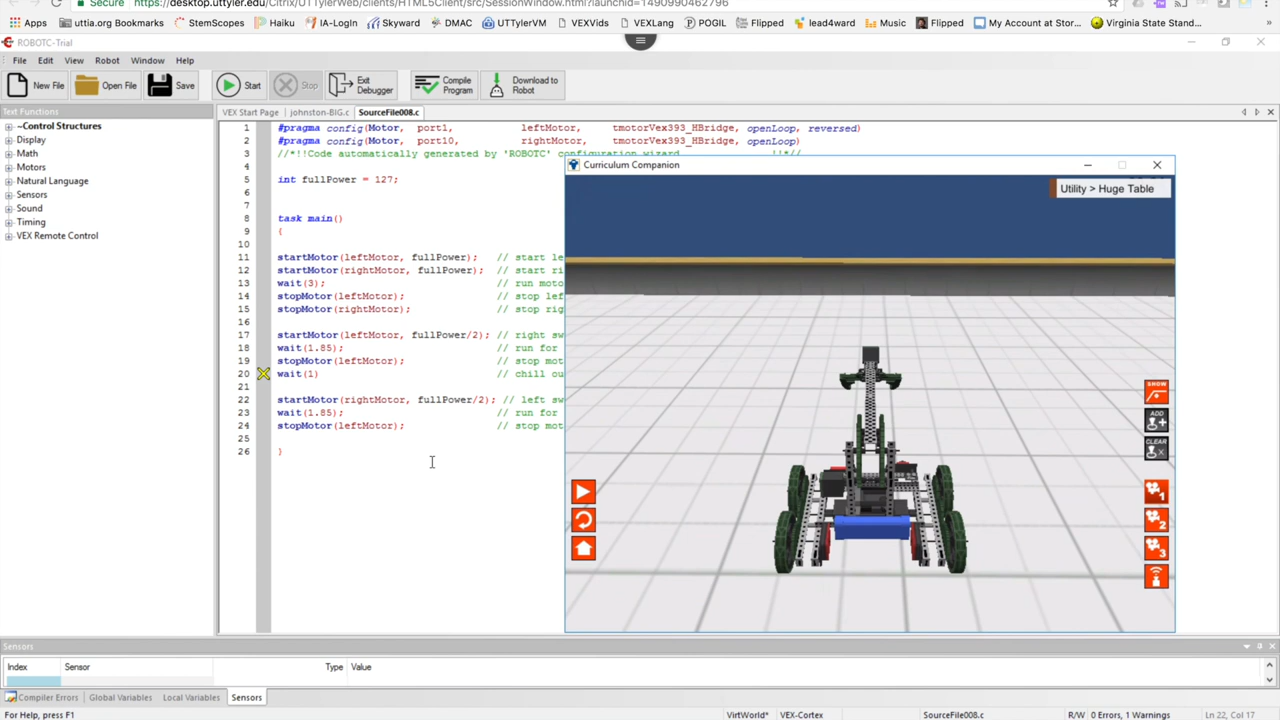 Secure https://desktop.uttyler.edu/Citrix/UTTylerWeb/clients/HTML5Client/src/SessionWindow.html?launchid=1490990462796
Apps uttia.org Bookmarks StemScopes Haiku IA-Login Skyward DMAC UTTylerVM VEXVids VEXLang POGIL Flipped lead4ward Music Flipped My Account at Stor... Virginia State Stand... »
ROBOTC-Trial
File Edit View Robot Window Help
New File Open File Save Start Stop Exit Debugger Compile Program Download to Robot
Text Functions
~Control Structures
Display
Math
Motors
Natural Language
Sensors
Sound
Timing
VEX Remote Control
VEX Start Page johnston-BIG.c SourceFile008.c
1 #pragma config(Motor, port1, leftMotor, tmotorVex393_HBridge, openLoop, reversed)
2 #pragma config(Motor, port10, rightMotor, tmotorVex393_HBridge, openLoop)
3 //*!!Code automatically generated by 'ROBOTC' configuration wizard !!*//
4
5 int fullPower = 127;
6
7
8 task main()
9 {
10
11 startMotor(leftMotor, fullPower); // start le
12 startMotor(rightMotor, fullPower); // start ri
13 wait(3); // run moto
14 stopMotor(leftMotor); // stop lef
15 stopMotor(rightMotor); // stop rig
16
17 startMotor(leftMotor, fullPower/2); // right sw
18 wait(1.85); // run for
19 stopMotor(leftMotor); // stop mot
20 wait(1) // chill ou
21
22 startMotor(rightMotor, fullPower/2); // left sw
23 wait(1.85); // run for
24 stopMotor(leftMotor); // stop mot
25
26 }
Curriculum Companion
Utility > Huge Table
SHOW
ADD
CLEAR
1
2
3
Sensors
Index Sensor Type Value
Compiler Errors Global Variables Local Variables Sensors
For Help, press F1 VirtWorld* VEX-Cortex SourceFile008.c R/W 0 Errors, 1 Warnings Ln 22, Col 17